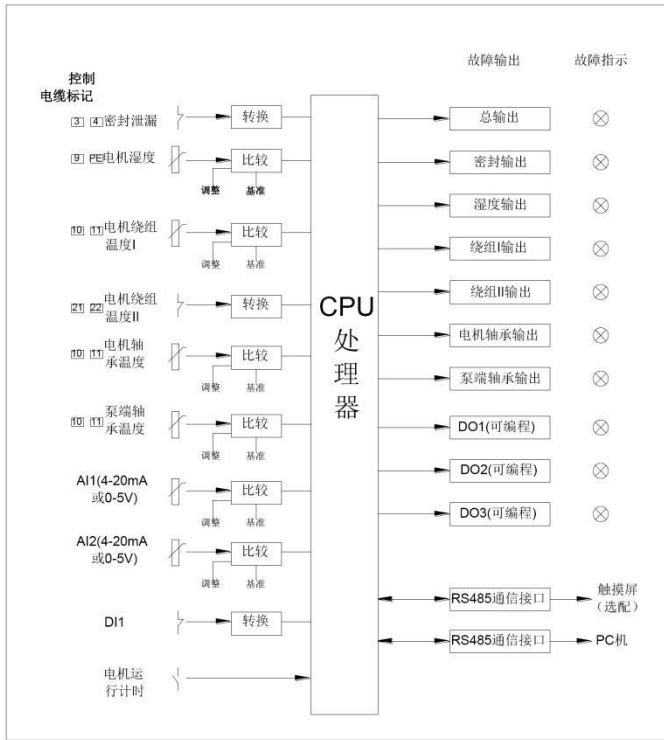 故障输出 故障指示
控制
电缆标记
3 4 密封泄漏 转换 总输出
9 PE 电机湿度 比较 密封输出
调整 基准
湿度输出
10 11 电机绕组
温度I
比较 绕组I输出
调整 基准
绕组II输出
21 22 电机绕组
温度II
转换
CPU
处
理
器
电机轴承输出
10 11 电机轴
承温度
比较
调整 基准
泵端轴承输出
10 11 泵端轴
承温度
比较 DO1(可编程)
调整 基准
DO2(可编程)
AI1(4-20mA
或0-5V)
比较
调整 基准
DO3(可编程)
AI2(4-20mA
或0-5V)
比较
调整 基准
RS485通信接口 触摸屏
(选配)
DI1 转换
RS485通信接口 PC机
电机运
行计时